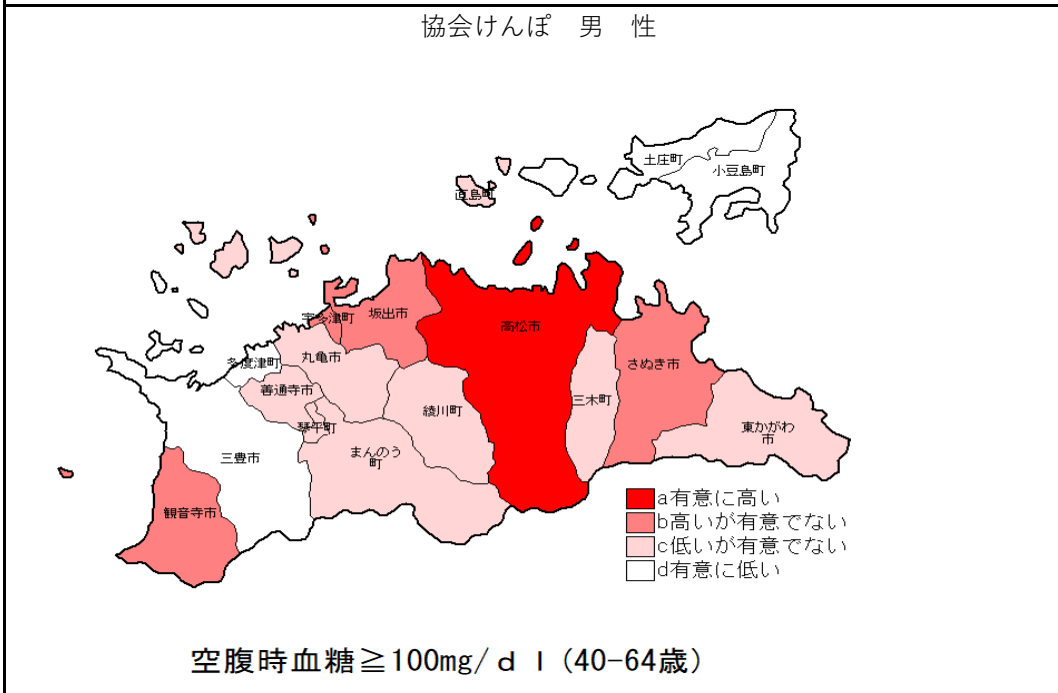 協会けんぽ　男　性
土庄町
小豆島町
直島町
宇多津町
坂出市
高松市
多度津町
丸亀市
さぬき市
善通寺市
綾川町
三木町
琴平町
東かがわ
市
三豊市
まんのう
町
観音寺市
a有意に高い
b高いが有意でない
c低いが有意でない
d有意に低い
空腹時血糖≧100mg/ｄｌ(40-64歳)